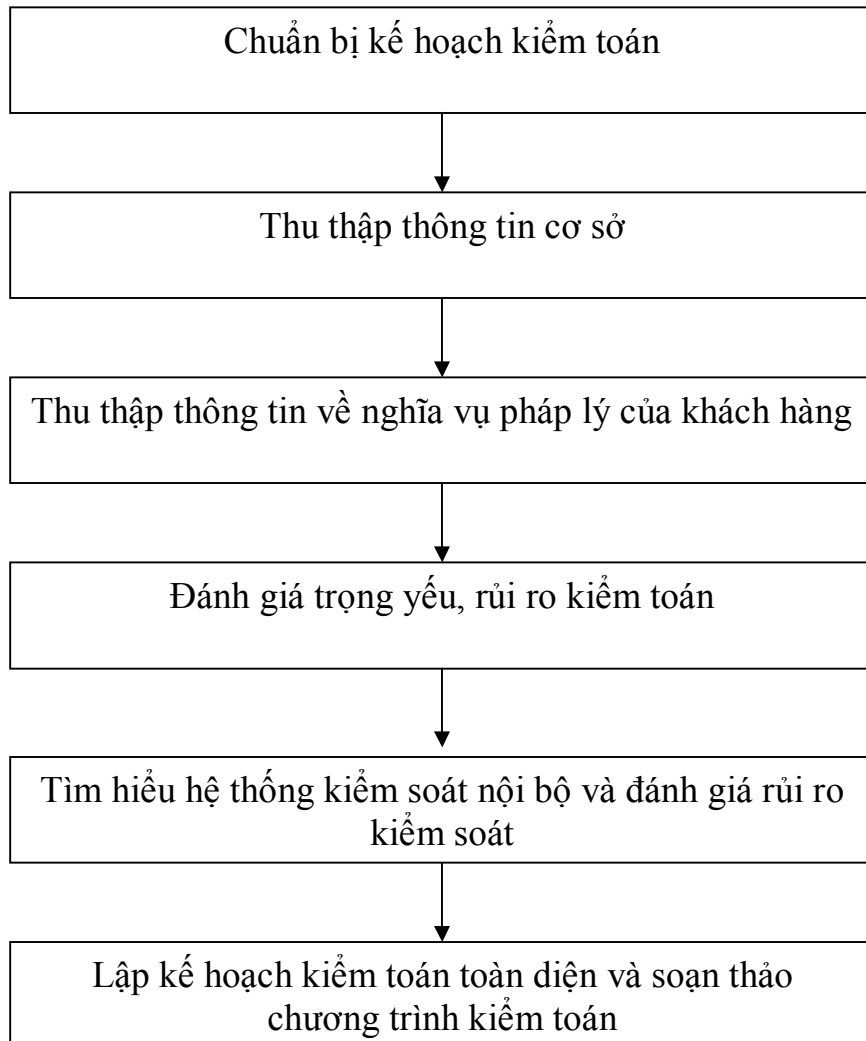 Chuẩn bị kế hoạch kiểm toán
Thu thập thông tin cơ sở
Thu thập thông tin về nghĩa vụ pháp lý của khách hàng
Đánh giá trọng yếu, rủi ro kiểm toán
Tìm hiểu hệ thống kiểm soát nội bộ và đánh giá rủi ro
kiểm soát
Lập kế hoạch kiểm toán toàn diện và soạn thảo
chương trình kiểm toán